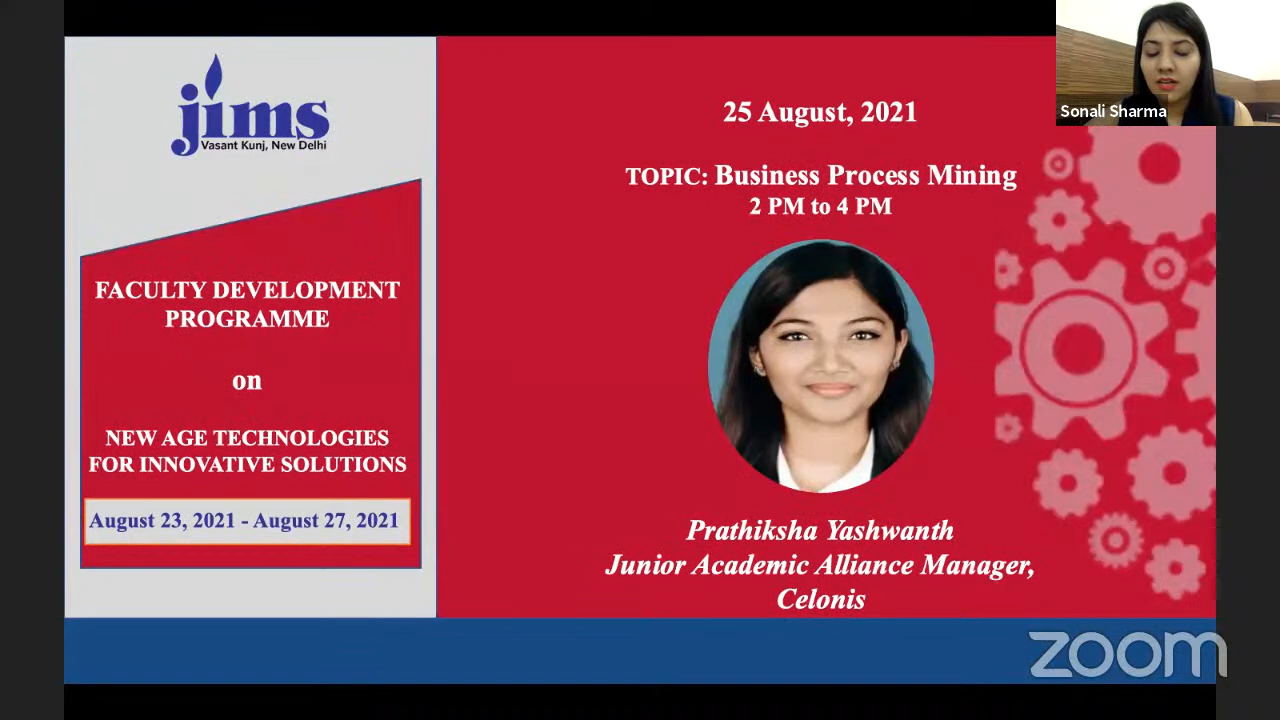 jims
Vasant Kunj, New Delhi
FACULTY DEVELOPMENT
PROGRAMME
on
NEW AGE TECHNOLOGIES
FOR INNOVATIVE SOLUTIONS
August 23, 2021 - August 27, 2021
25 August, 2021
TOPIC: Business Process Mining
2 PM to 4 PM
Prathiksha Yashwanth
Junior Academic Alliance Manager,
Celonis
Sonali Sharma
zoom